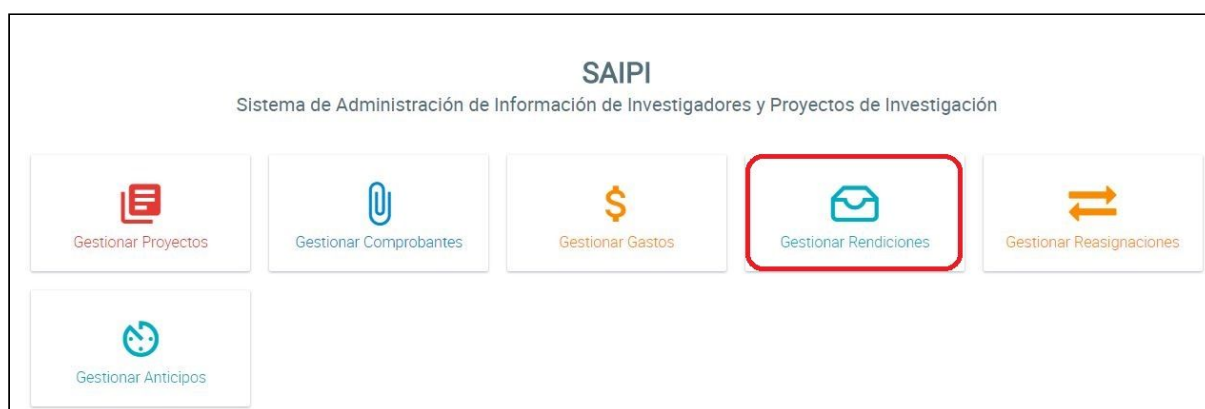 SAIPI
Sistema de Administración de Información de Investigadores y Proyectos de Investigación
Gestionar Proyectos
Gestionar Comprobantes
$
Gestionar Gastos
Gestionar Rendiciones
Gestionar Reasignaciones
Gestionar Anticipos